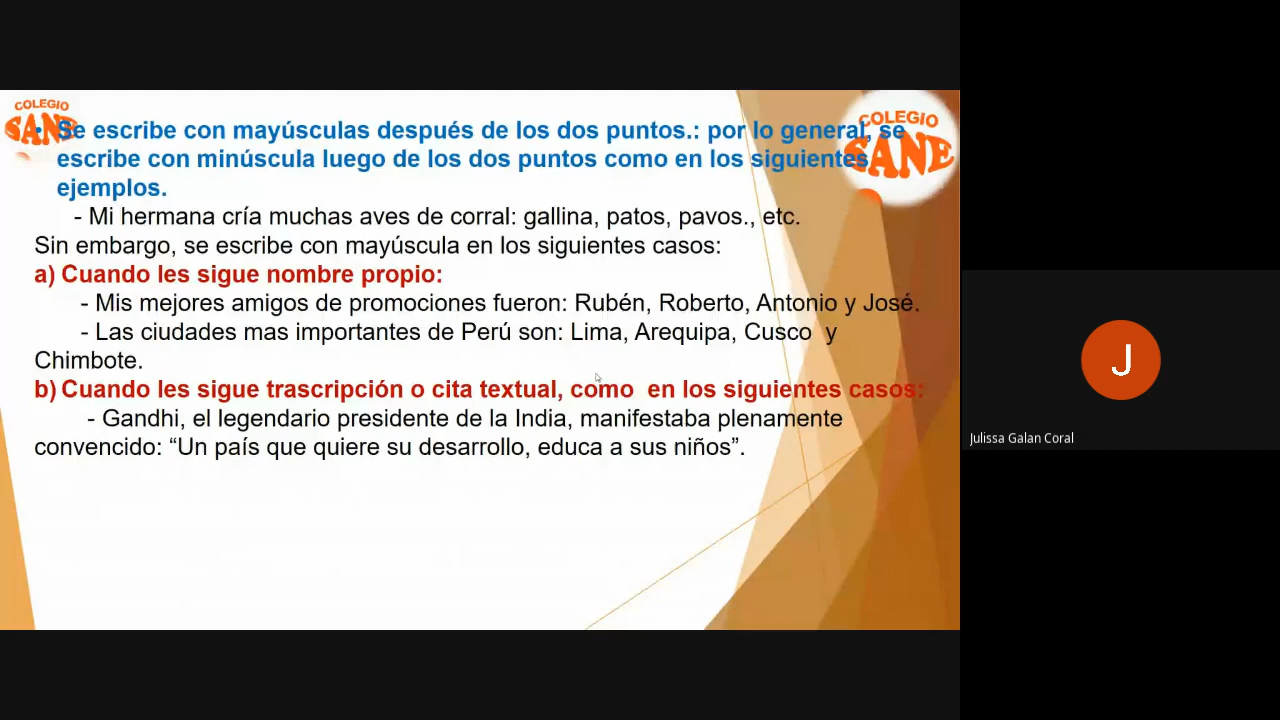 COLEGIO
SANE
COLEGIO
SANE
• Se escribe con mayúsculas después de los dos puntos.: por lo general, se
escribe con minúscula luego de los dos puntos como en los siguientes
ejemplos.
- Mi hermana cría muchas aves de corral: gallina, patos, pavos., etc.
Sin embargo, se escribe con mayúscula en los siguientes casos:
a) Cuando les sigue nombre propio:
- Mis mejores amigos de promociones fueron: Rubén, Roberto, Antonio y José.
- Las ciudades mas importantes de Perú son: Lima, Arequipa, Cusco y
Chimbote.
b) Cuando les sigue trascripción o cita textual, como en los siguientes casos:
- Gandhi, el legendario presidente de la India, manifestaba plenamente
convencido: “Un país que quiere su desarrollo, educa a sus niños”.
J
Julissa Galan Coral